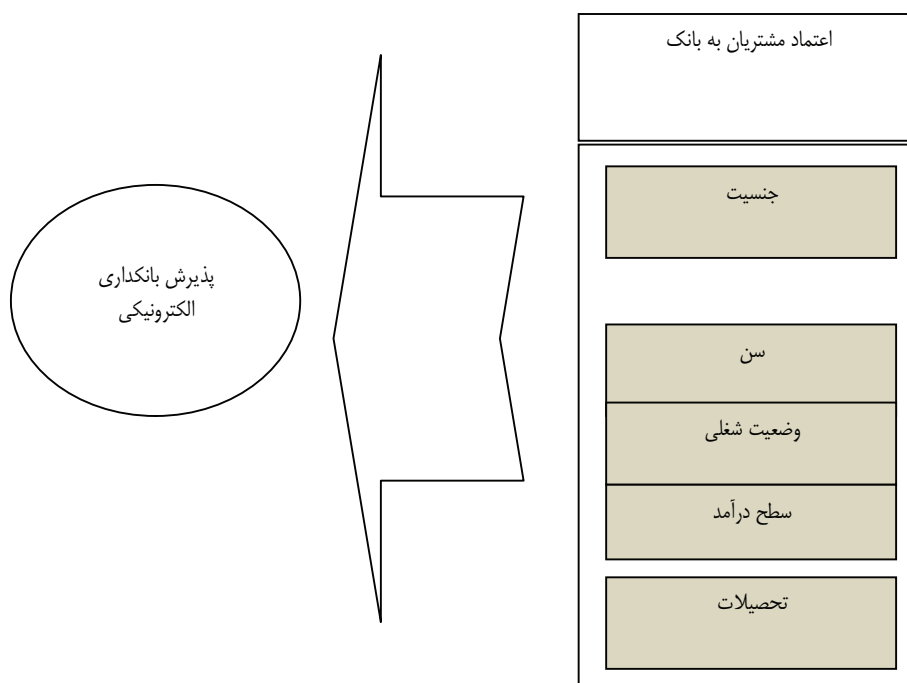 اعتماد مشتریان به بانک
جنسیت
سن
وضعیت شغلی
سطح درآمد
تحصیلات
پذیرش بانکداری
الکترونیکی